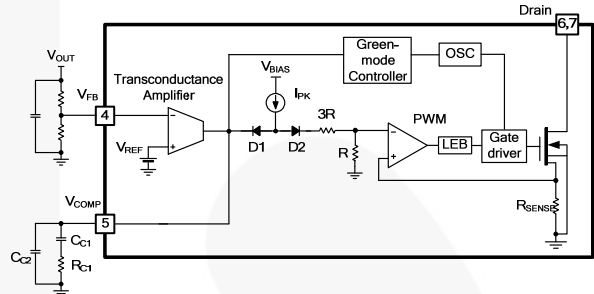 Drain
6,7
VOUT
VFB
4
Transconductance
Amplifier
VREF
VBIAS
IPK
D1
D2
3R
R
Green-
mode
Controller
OSC
PWM
LEB
Gate
driver
RSENSE
VCOMP
5
CC1
CC2
RC1